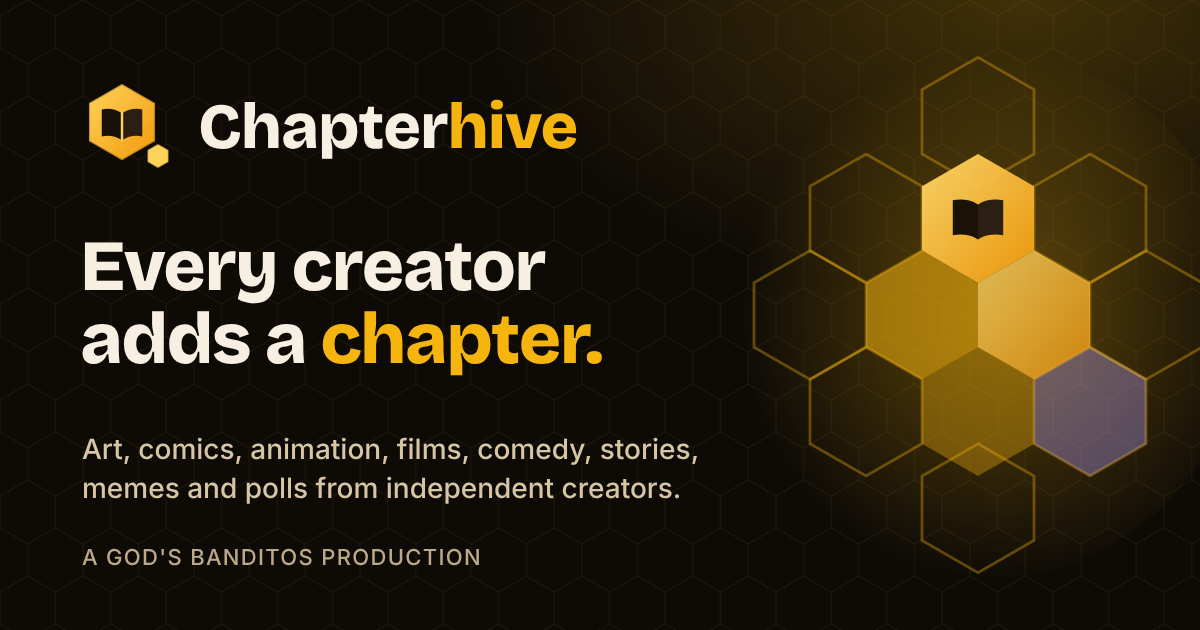 Chapterhive
Every creator
adds a chapter.
Art, comics, animation, films, comedy, stories,
memes and polls from independent creators.
A GOD'S BANDITOS PRODUCTION